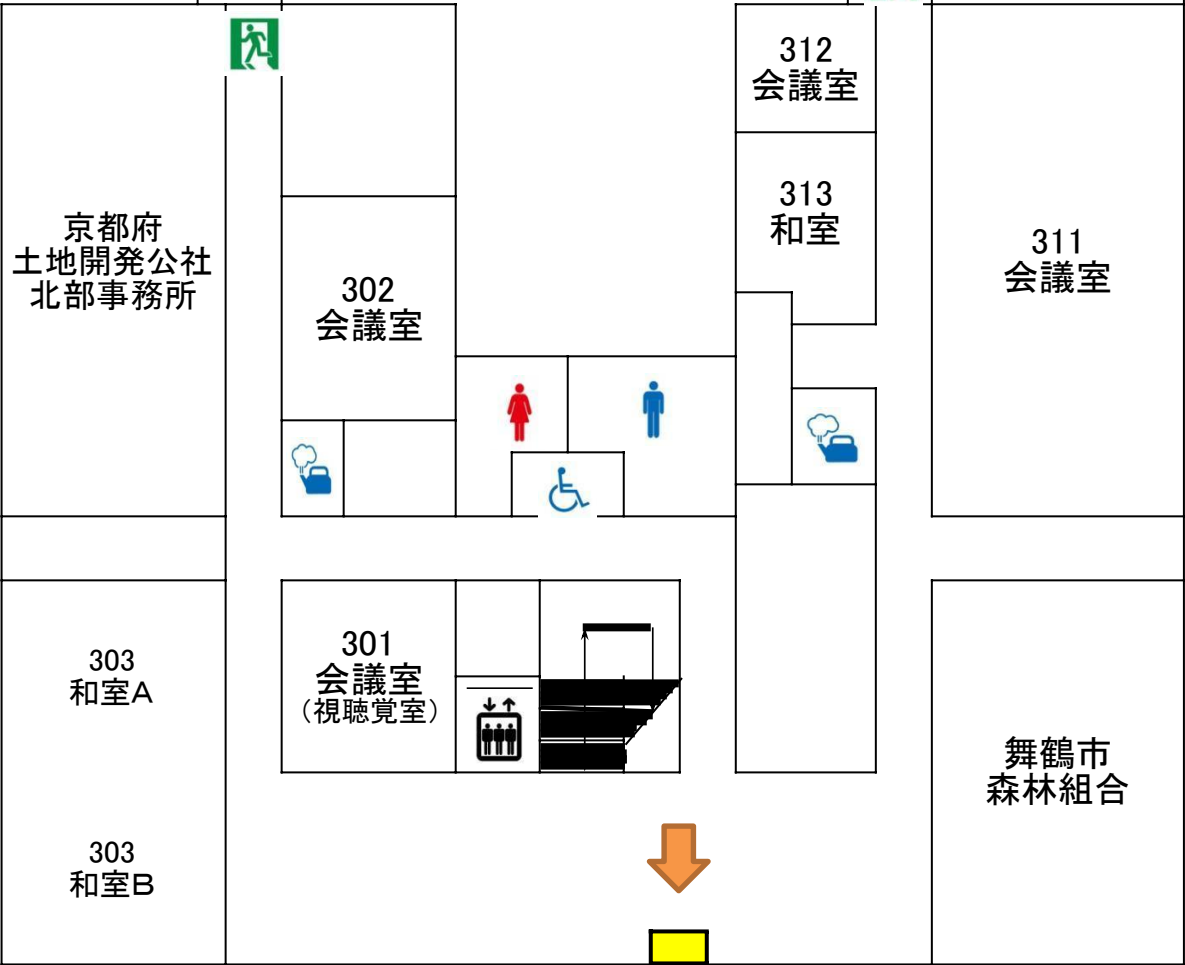 312
会議室
313
和室
京都府
土地開発公社
北部事務所
311
会議室
302
会議室
301
会議室
（視聴覚室）
303
和室A
舞鶴市
森林組合
303
和室B